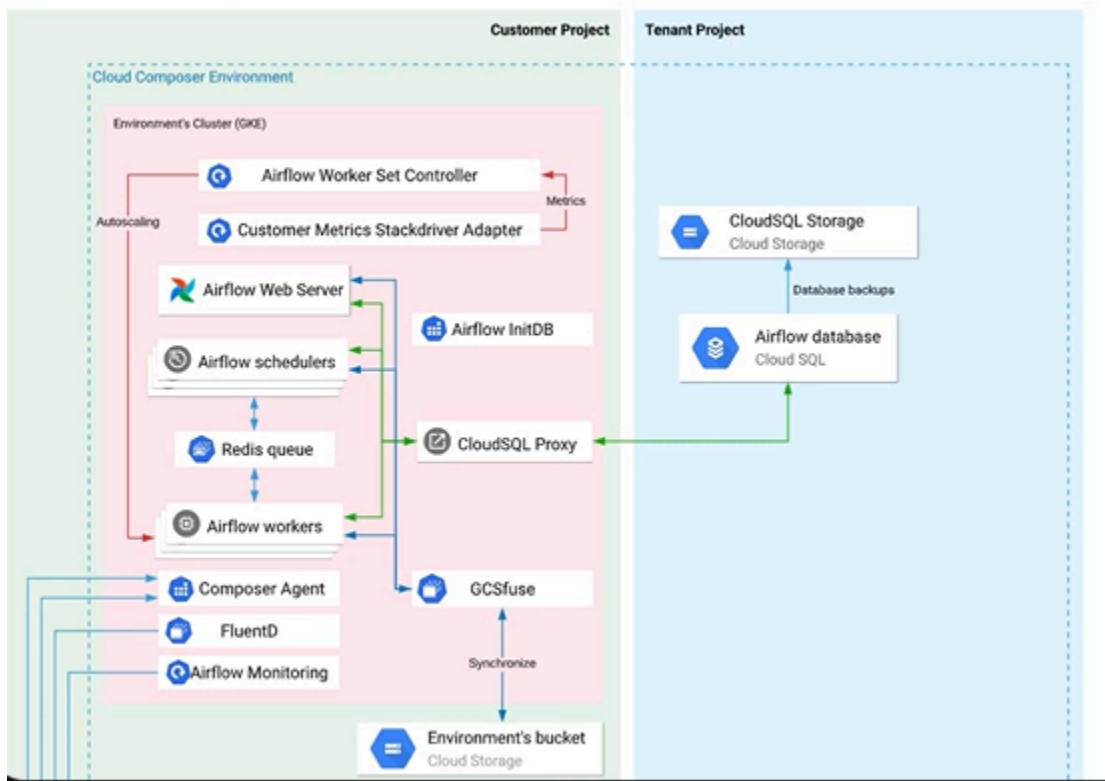 Customer Project
Tenant Project
Cloud Composer Environment
Environment's Cluster (GKE)
Airflow Worker Set Controller
Metrics
Autoscaling
Customer Metrics Stackdriver Adapter
CloudSQL Storage
Cloud Storage
Airflow Web Server
Database backups
Airflow InitDB
Airflow database
Cloud SQL
Airflow schedulers
Redis queue
CloudSQL Proxy
Airflow workers
Composer Agent
GCSfuse
FluentD
Synchronize
Airflow Monitoring
Environment's bucket
Cloud Storage